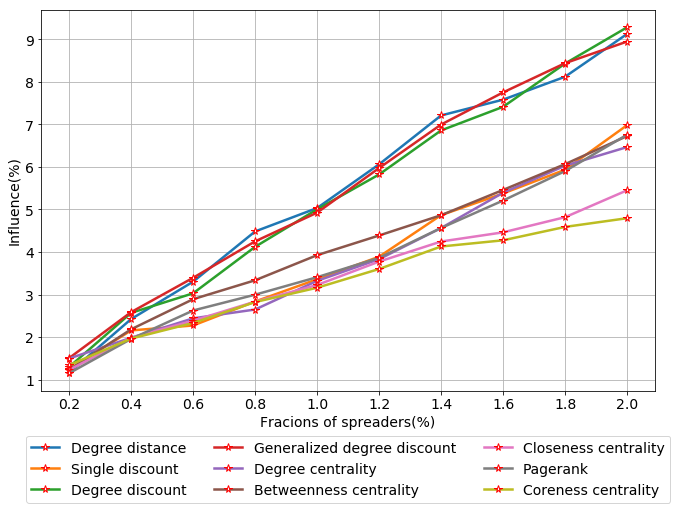 9
8
7
6
5
4
3
2
1
Influence(%)
0.2 0.4 0.6 0.8 1.0 1.2 1.4 1.6 1.8 2.0
Fracions of spreaders(%)
Degree distance Generalized degree discount Closeness centrality
Single discount Degree centrality Pagerank
Degree discount Betweenness centrality Coreness centrality